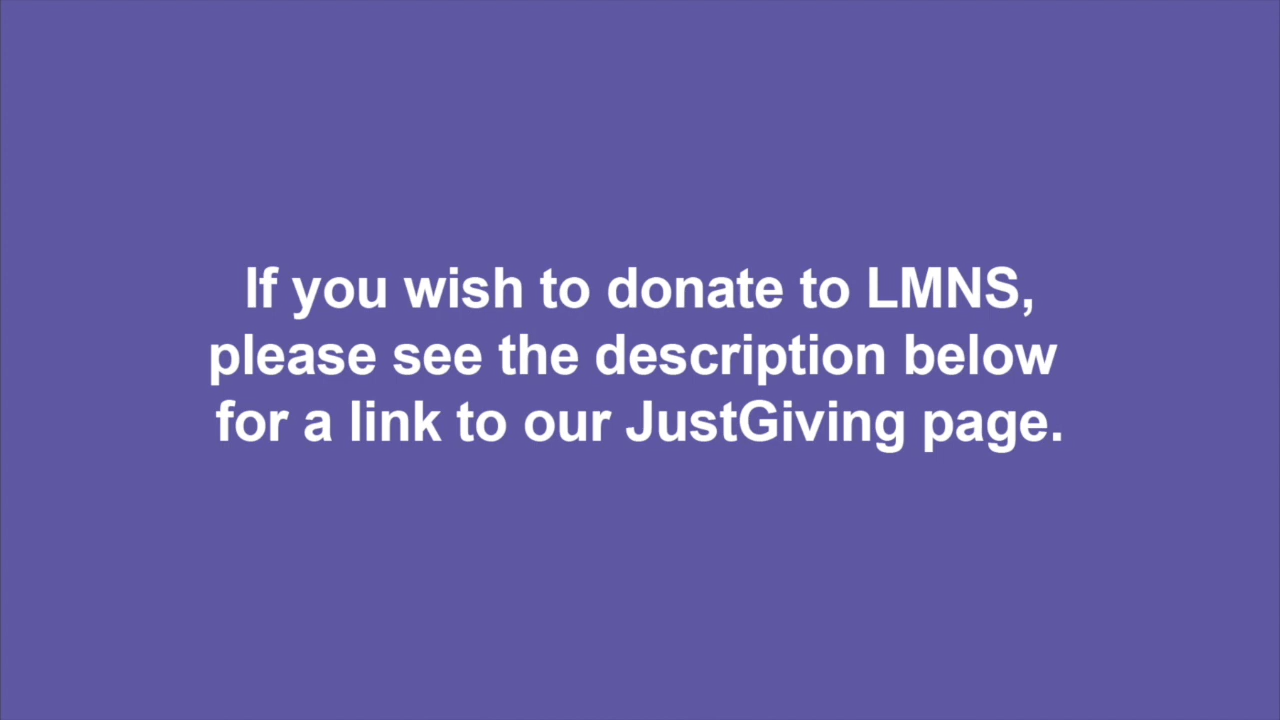 If you wish to donate to LMNS,
please see the description below
for a link to our JustGiving page.